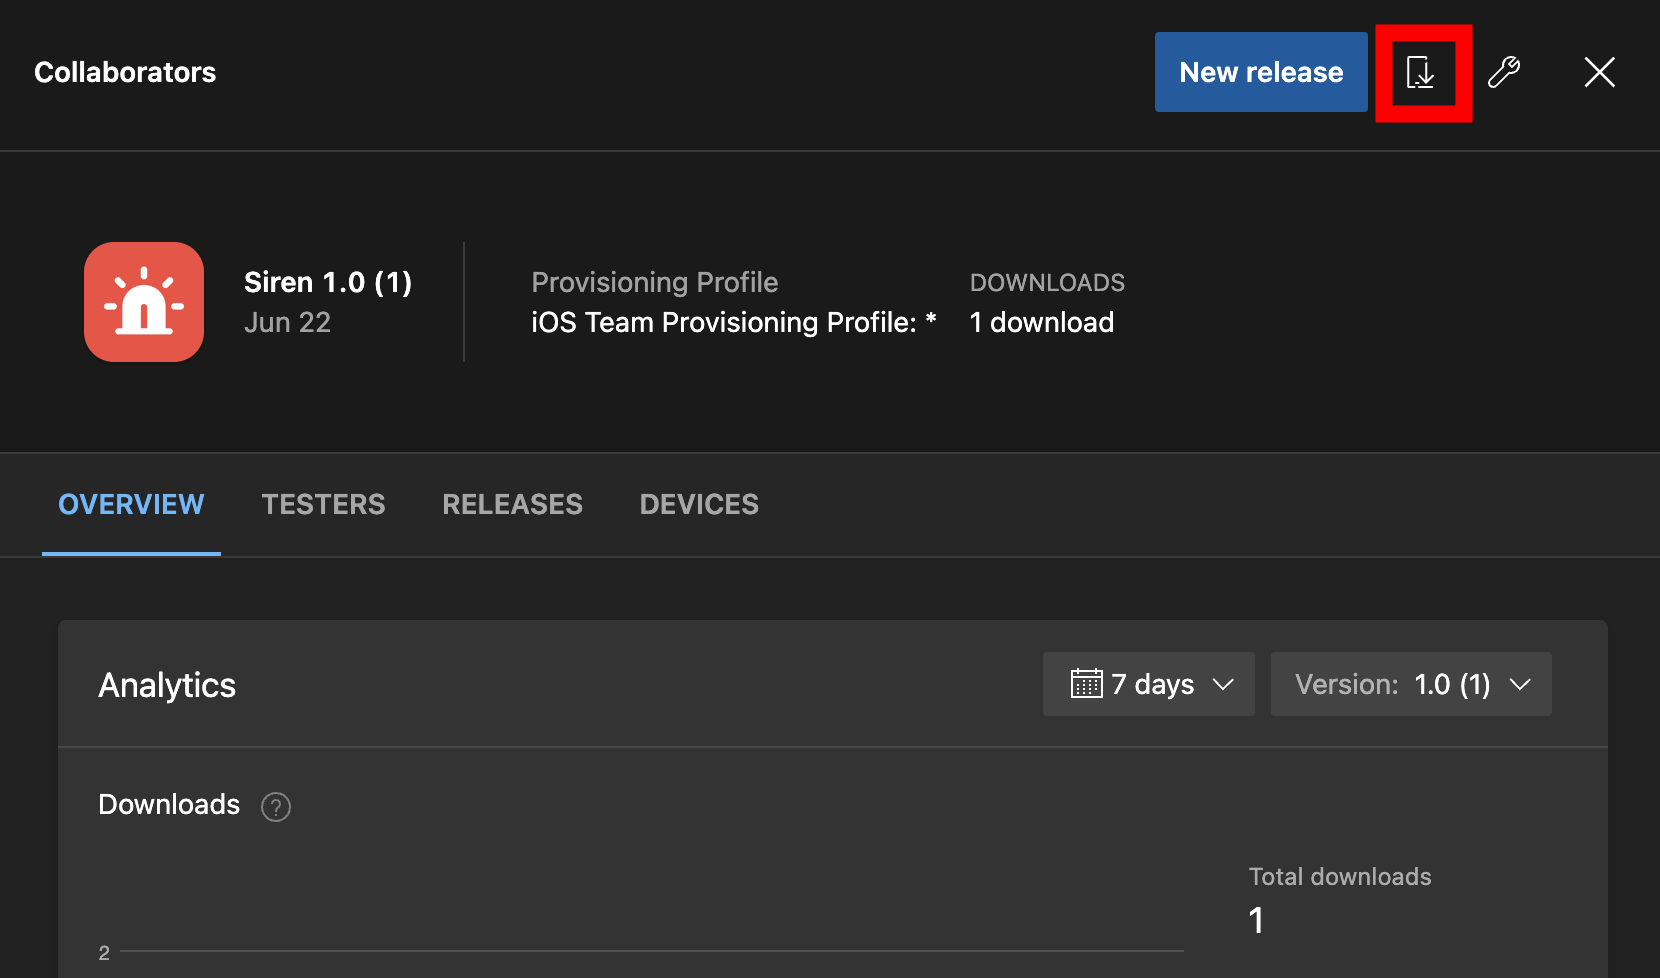 Collaborators
New release
Siren 1.0 (1)
Jun 22
Provisioning Profile
iOS Team Provisioning Profile: *
DOWNLOADS
1 download
OVERVIEW
TESTERS
RELEASES
DEVICES
Analytics
7 days
Version: 1.0 (1)
Downloads ?
Total downloads
1
2